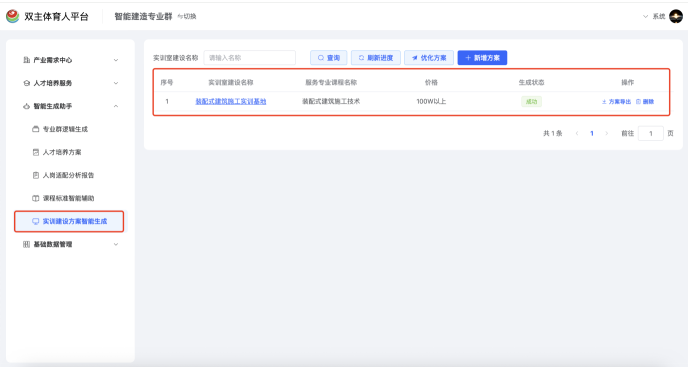 双主体育人平台 智能建造专业群 切换 系统
产业需求中心
人才培养服务
智能生成助手
专业群逻辑生成
人才培养方案
人岗适配分析报告
课程标准智能辅助
实训建设方案智能生成
基础数据管理
实训室建设名称 请输入名称 查询 刷新进度 优化方案 + 新增方案
序号 实训室建设名称 服务专业课程名称 价格 生成状态 操作
1 装配式建筑施工实训基地 装配式建筑施工技术 100W以上 成功 方案导出 删除
共 1 条 < 1 > 前往 1 页